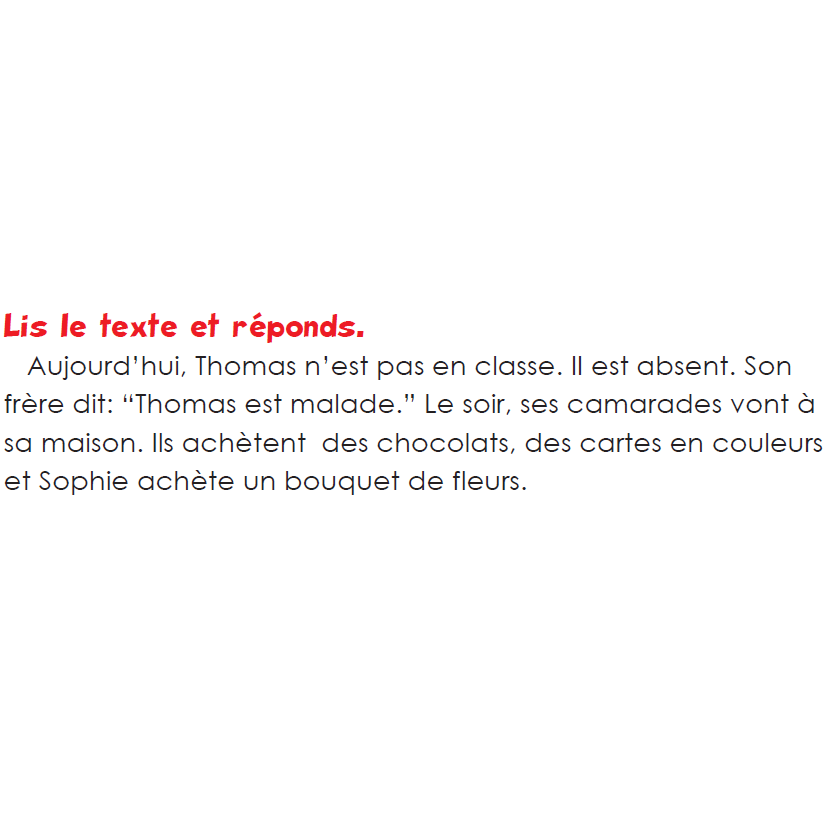 Lis le texte et réponds.
Aujourd’hui, Thomas n’est pas en classe. Il est absent. Son
frère dit: “Thomas est malade.” Le soir, ses camarades vont à
sa maison. Ils achètent  des chocolats, des cartes en couleurs
et Sophie achète un bouquet de fleurs.